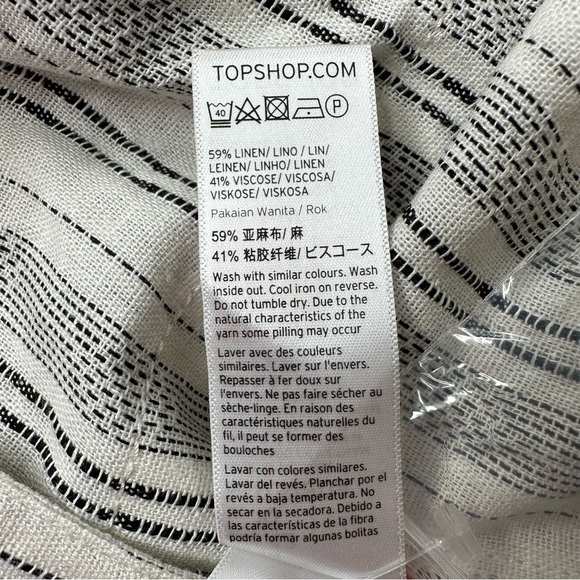 TOPSHOP.COM
40 P
59% LINEN/ LINO / LIN/
LEINEN/ LINHO/ LINEN
41% VISCOSE/ VISCOSA/
VISKOSE/ VISKOSA
Pakaian Wanita / Rok
59% 亚麻布/ 麻
41% 粘胶纤维/ ビスコース
Wash with similar colours. Wash
inside out. Cool iron on reverse.
Do not tumble dry. Due to the
natural characteristics of the
yarn some pilling may occur
Laver avec des couleurs
similaires. Laver sur l'envers.
Repasser à fer doux sur
l'envers. Ne pas faire sécher au
sèche-linge. En raison des
caractéristiques naturelles du
fil, il peut se former des
bouloches
Lavar con colores similares.
Lavar del revés. Planchar por el
revés a baja temperatura. No
secar en la secadora. Debido a
las características de la fibra
podría formar algunas bolitas